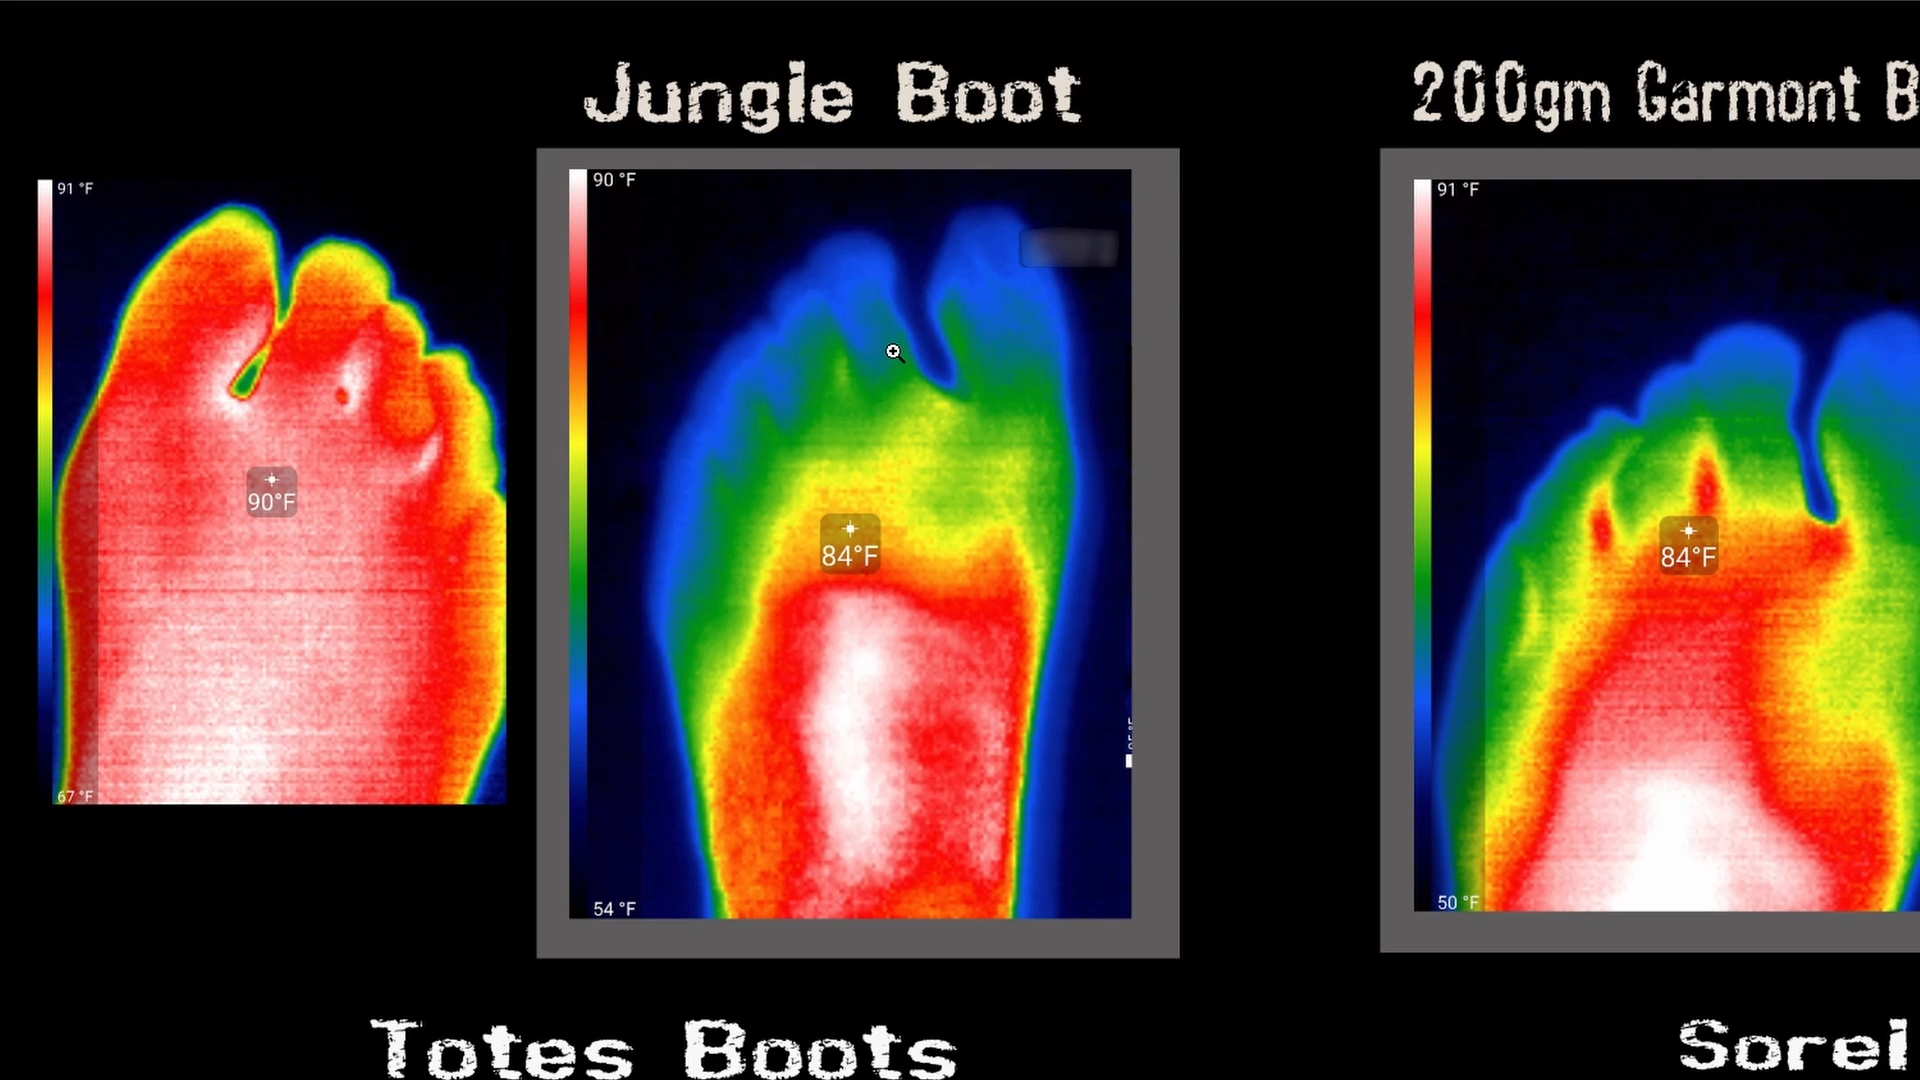 Jungle Boot
200gm Garmont B
91 °F
90°F
67 °F
90 °F
84°F
54 °F
91 °F
84°F
50 °F
Totes Boots
Sorel